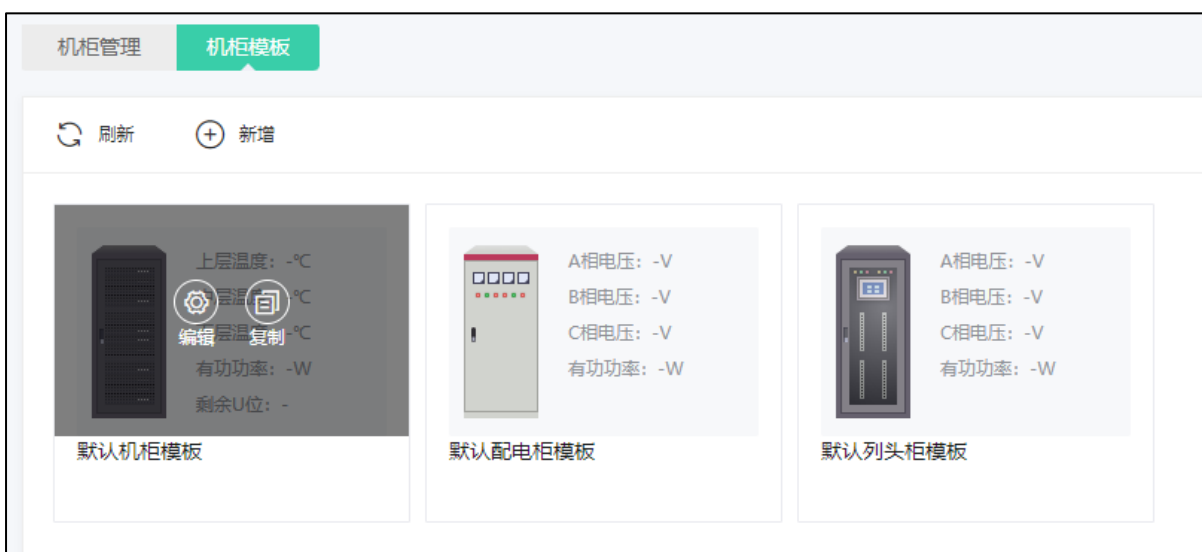 机柜管理 机柜模板
刷新 新增
上层温度：-℃
℃
层温度：-℃
有功功率：-W
剩余U位：-
编辑 复制
默认机柜模板
A相电压：-V
B相电压：-V
C相电压：-V
有功功率：-W
默认配电柜模板
A相电压：-V
B相电压：-V
C相电压：-V
有功功率：-W
默认列头柜模板